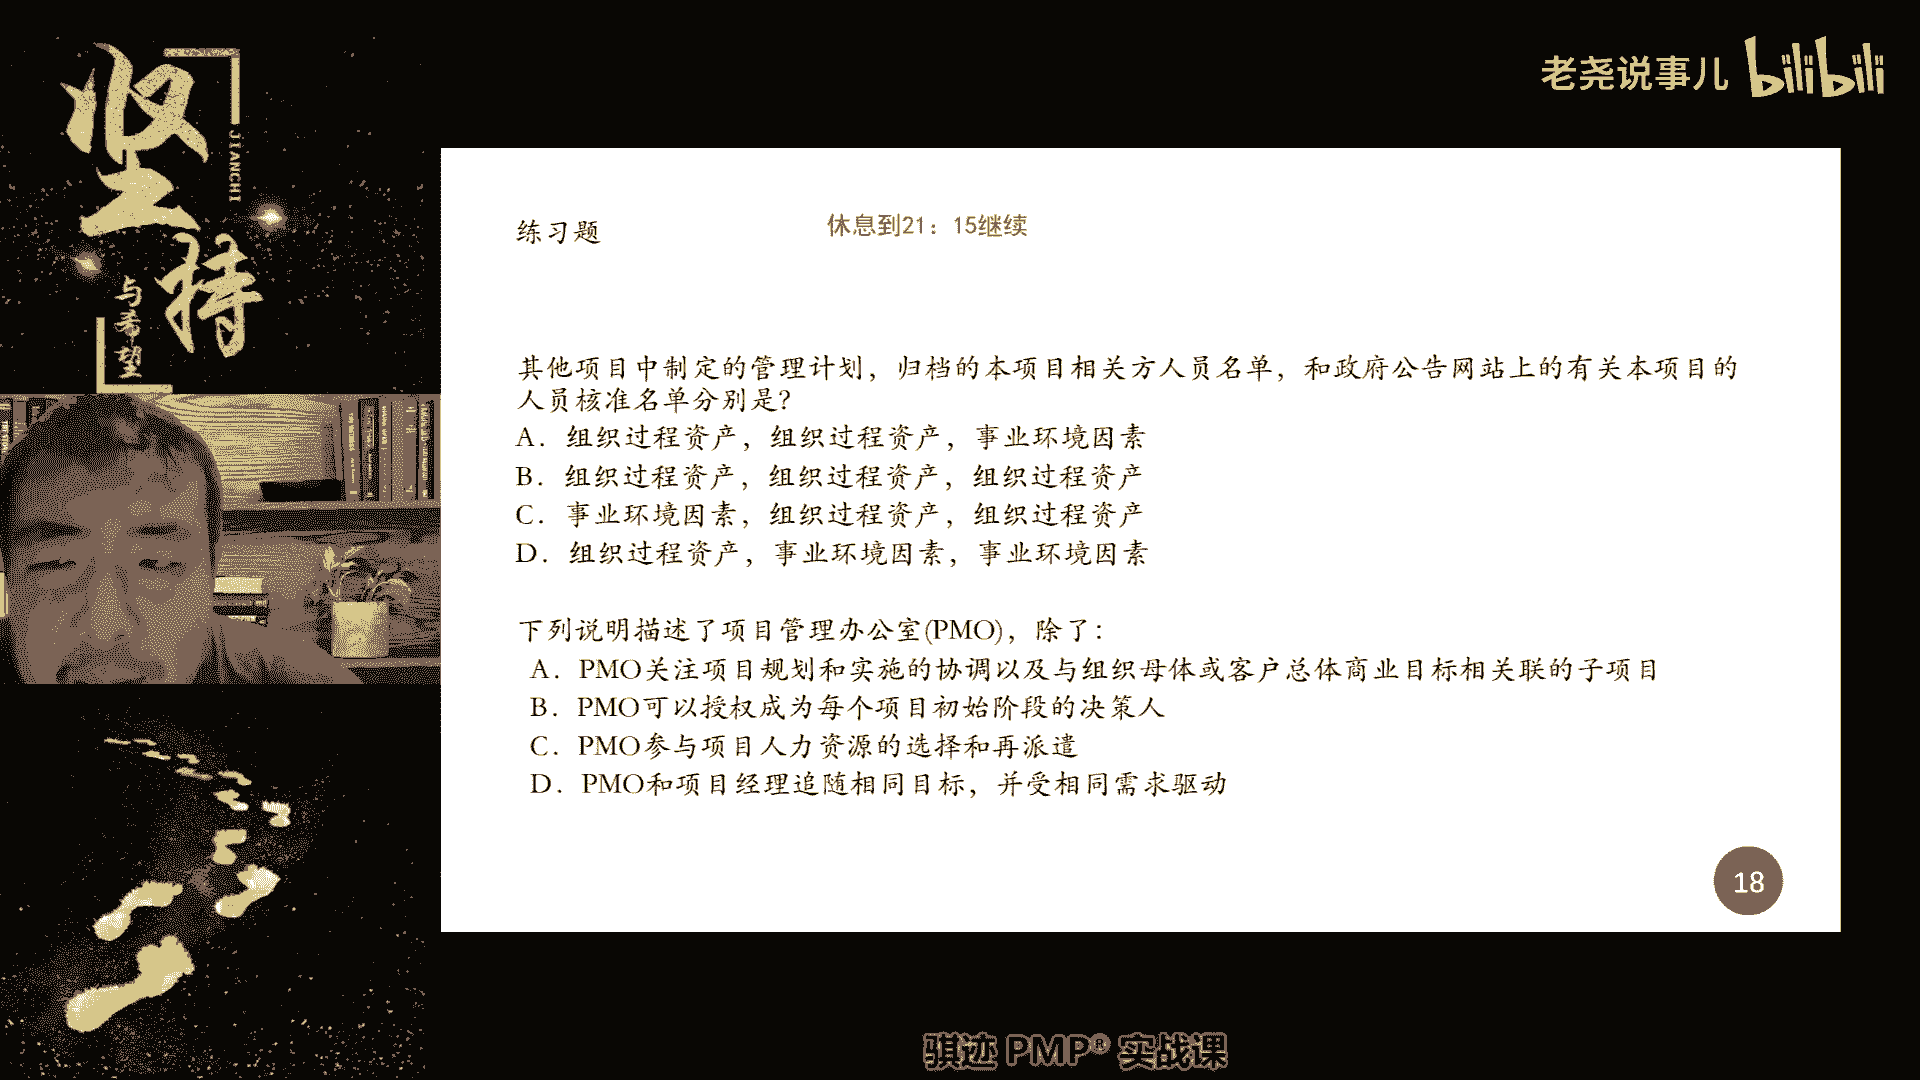 坚持
JIANCHI
与希望
老尧说事儿 bilibili
练习题
休息到21：15继续
其他项目中制定的管理计划，归档的本项目相关方人员名单，和政府公告网站上的有关本项目的
人员核准名单分别是？
A．组织过程资产，组织过程资产，事业环境因素
B．组织过程资产，组织过程资产，组织过程资产
C．事业环境因素，组织过程资产，组织过程资产
D．组织过程资产，事业环境因素，事业环境因素
下列说明描述了项目管理办公室(PMO)，除了：
A．PMO关注项目规划和实施的协调以及与组织母体或客户总体商业目标相关联的子项目
B．PMO可以授权成为每个项目初始阶段的决策人
C．PMO参与项目人力资源的选择和再派遣
D．PMO和项目经理追随相同目标，并受相同需求驱动
18
骐迹 PMP® 实战课